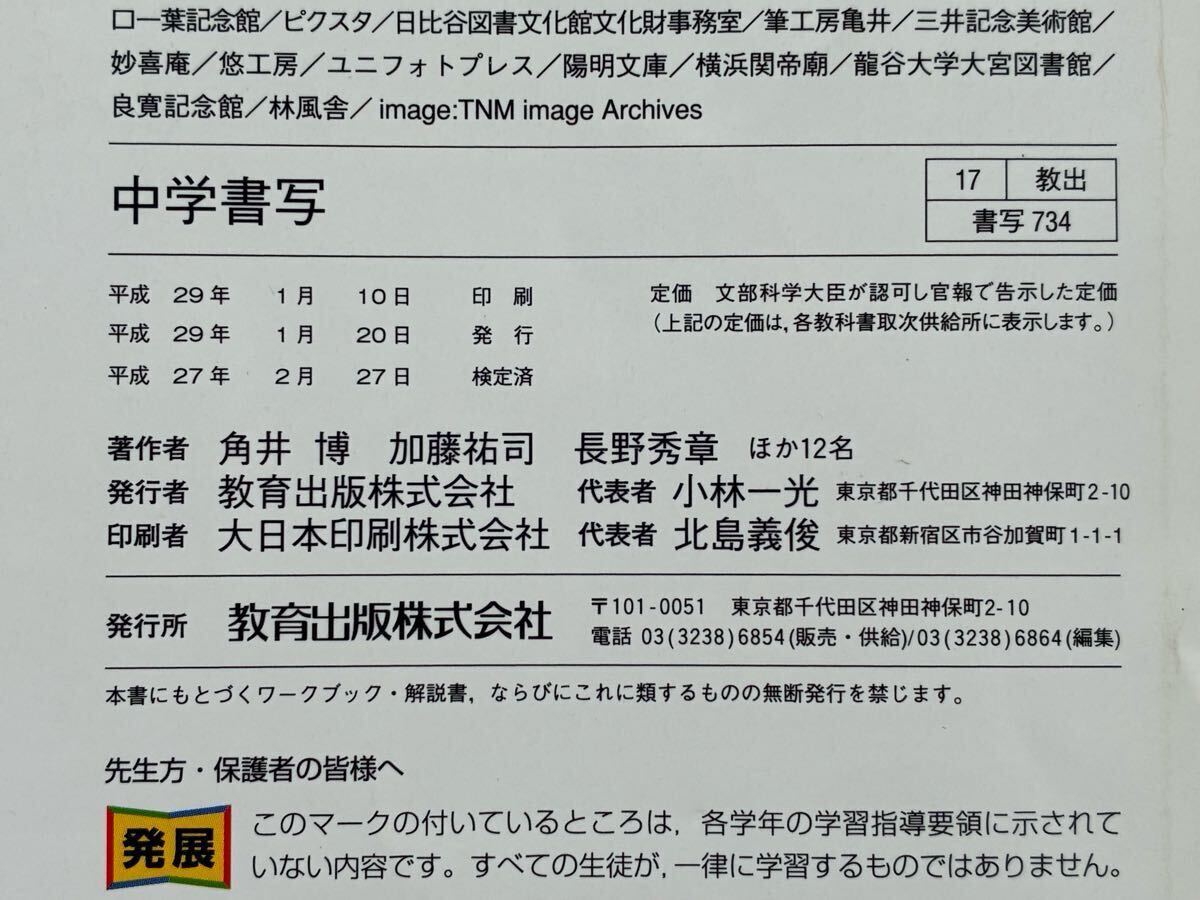 口一葉記念館／ピクスタ／日比谷図書文化館文化財事務室／筆工房亀井／三井記念美術館／
妙喜庵／悠工房／ユニフォトプレス／陽明文庫／横浜関帝廟／龍谷大学大宮図書館／
良寛記念館／林風舎／ image:TNM image Archives
中学書写
17 教出
書写 734
平成 29年 1月 10日 印 刷
平成 29年 1月 20日 発 行
平成 27年 2月 27日 検定済
定価 文部科学大臣が認可し官報で告示した定価
（上記の定価は，各教科書取次供給所に表示します。）
著作者 角井 博 加藤祐司 長野秀章 ほか12名
発行者 教育出版株式会社 代表者 小林一光 東京都千代田区神田神保町2-10
印刷者 大日本印刷株式会社 代表者 北島義俊 東京都新宿区市谷加賀町1-1-1
発行所 教育出版株式会社
〒101-0051 東京都千代田区神田神保町2-10
電話 03(3238)6854(販売・供給)/03(3238)6864(編集)
本書にもとづくワークブック・解説書，ならびにこれに類するものの無断発行を禁じます。
先生方・保護者の皆様へ
発展
このマークの付いているところは，各学年の学習指導要領に示されて
いない内容です。すべての生徒が，一律に学習するものではありません。